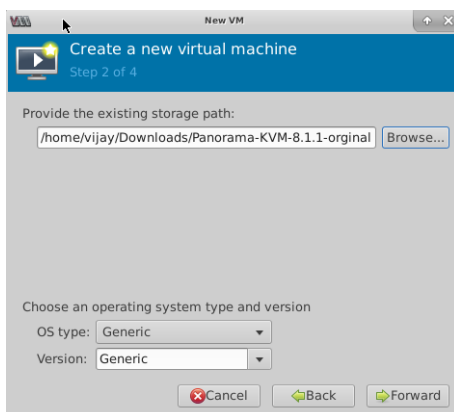 New VM
Create a new virtual machine
Step 2 of 4
Provide the existing storage path:
/home/vijay/Downloads/Panorama-KVM-8.1.1-orginal Browse...
Choose an operating system type and version
OS type: Generic
Version: Generic
Cancel Back Forward